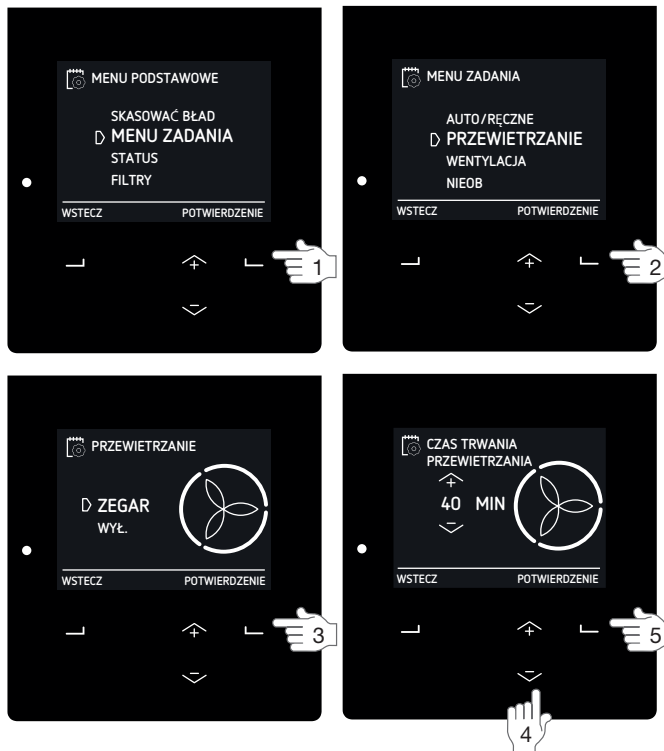 MENU PODSTAWOWE
SKASOWAĆ BŁAD
MENU ZADANIA
STATUS
FILTRY
WSTECZ POTWIERDZENIE
1
MENU ZADANIA
AUTO/RĘCZNE
PRZEWIETRZANIE
WENTYLACJA
NIEOB
WSTECZ POTWIERDZENIE
2
PRZEWIETRZANIE
ZEGAR
WYŁ.
WSTECZ POTWIERDZENIE
3
CZAS TRWANIA
PRZEWIETRZANIA
40 MIN
WSTECZ POTWIERDZENIE
5
4